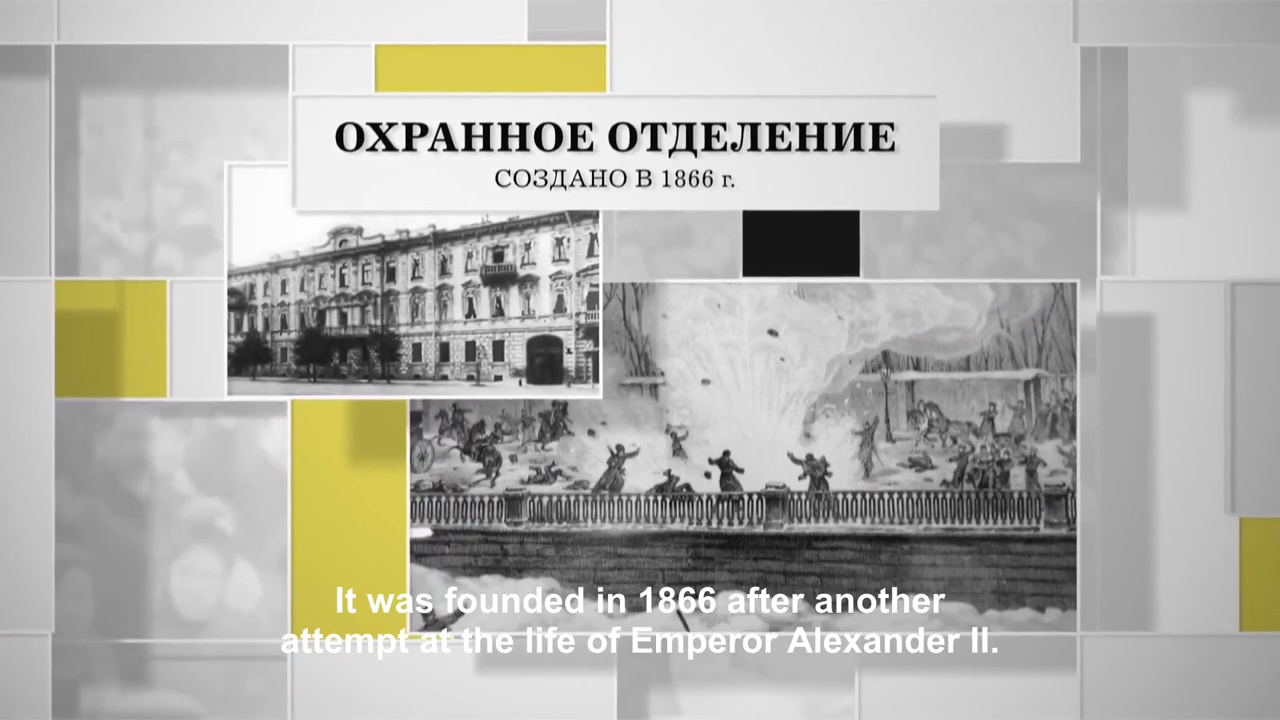 ОХРАННОЕ ОТДЕЛЕНИЕ
СОЗДАНО В 1866 г.
It was founded in 1866 after another
attempt at the life of Emperor Alexander II.